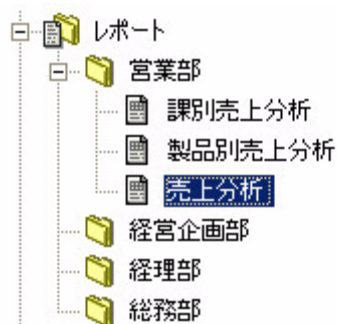 レポート
営業部
課別売上分析
製品別売上分析
売上分析
経営企画部
経理部
総務部